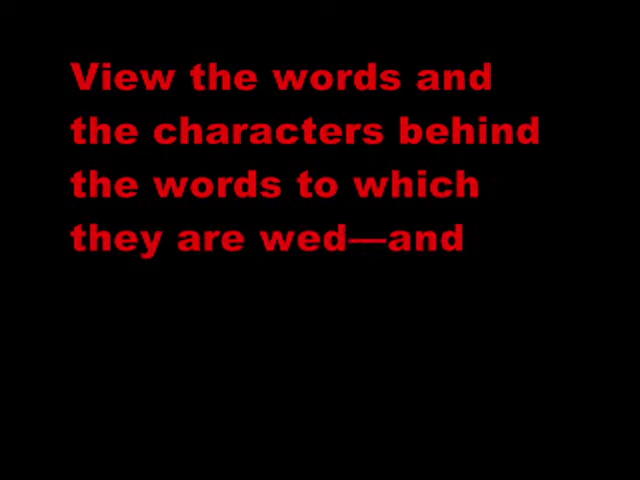 View the words and
the characters behind
the words to which
they are wed—and